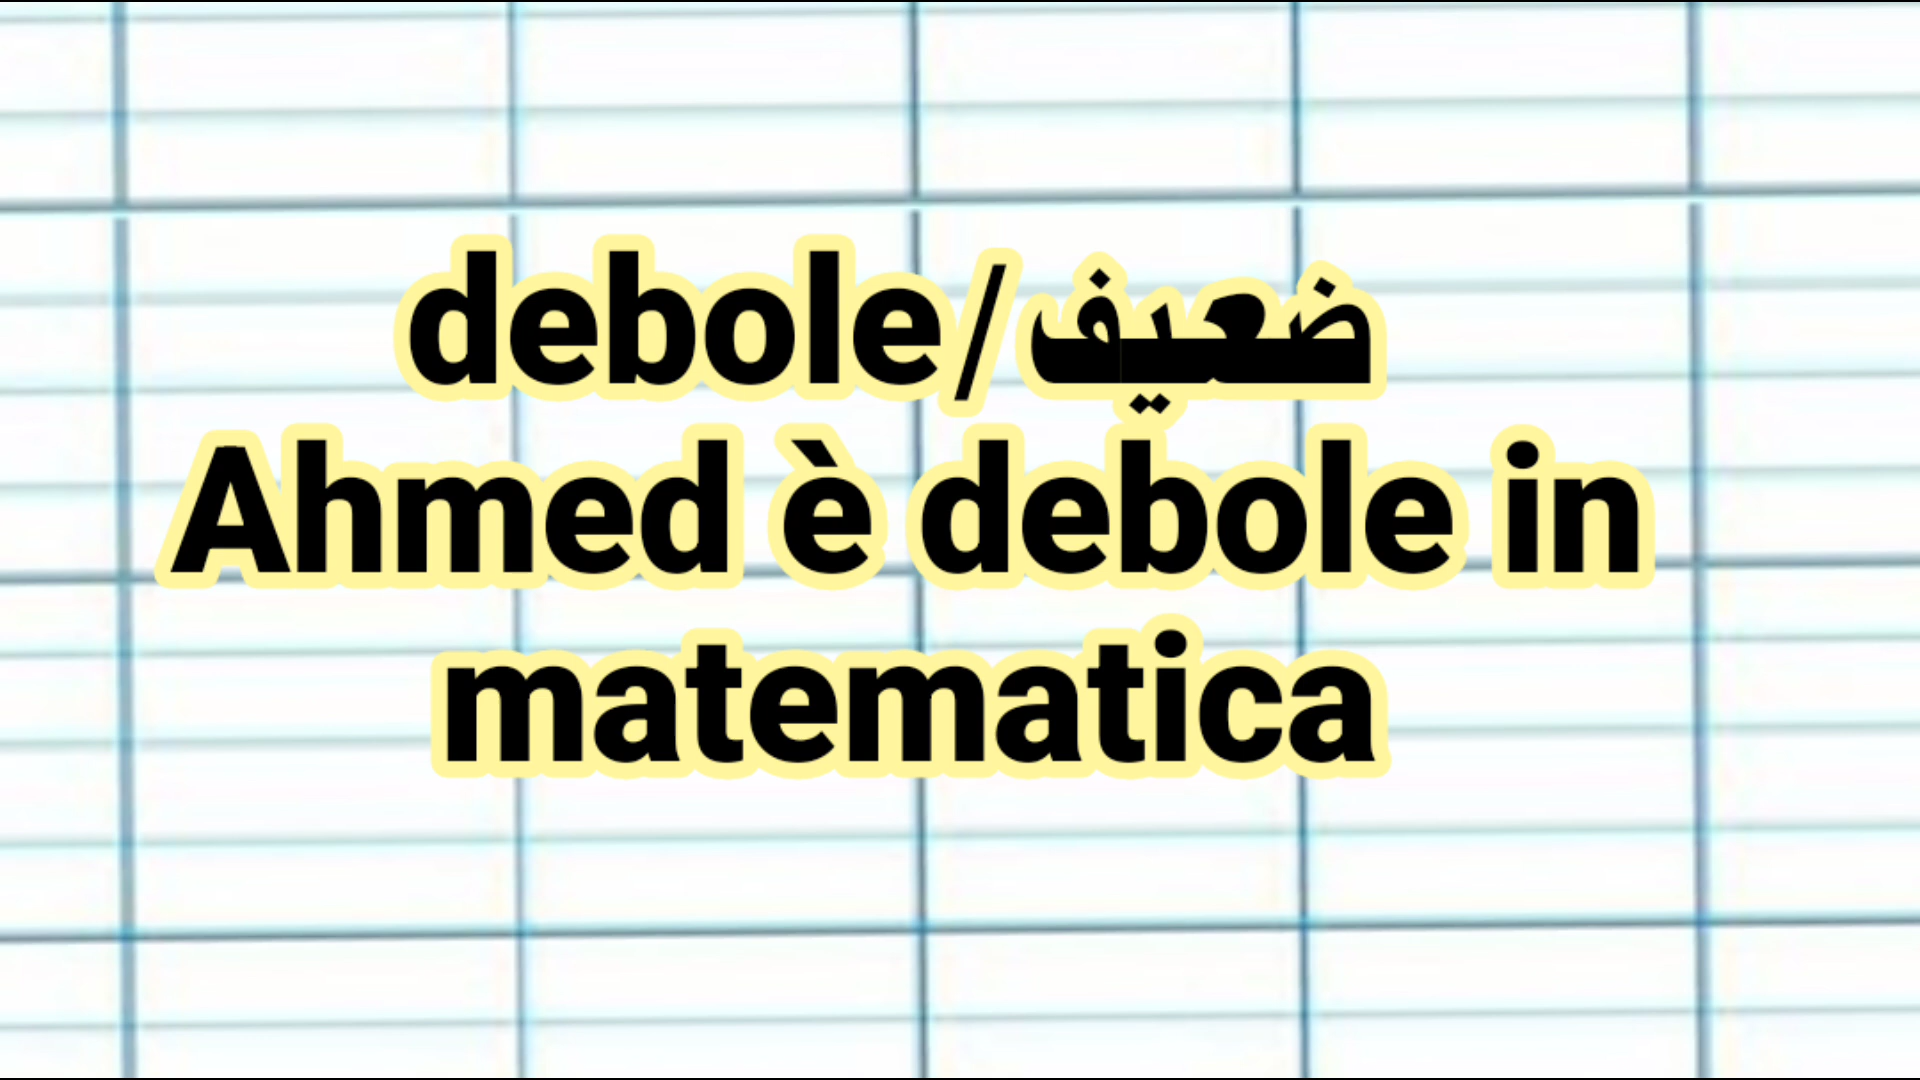 debole/ضعيف
Ahmed è debole in
matematica